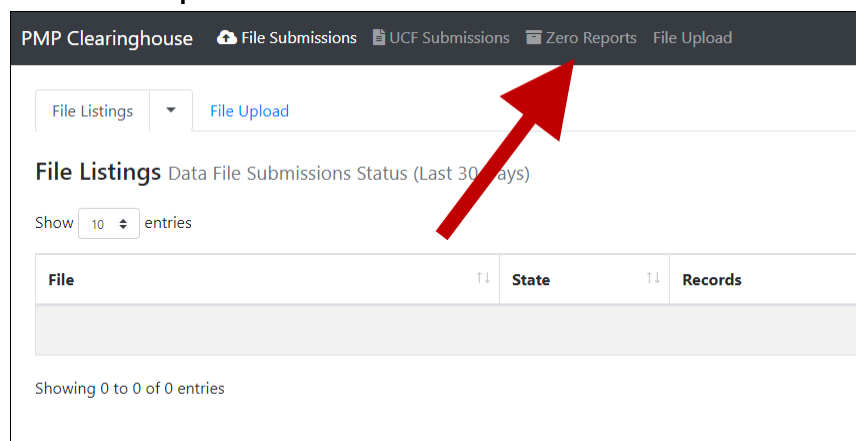 PMP Clearinghouse File Submissions UCF Submissions Zero Reports File Upload
File Listings File Upload
File Listings Data File Submissions Status (Last 30 Days)
Show 10 entries
File State Records
Showing 0 to 0 of 0 entries